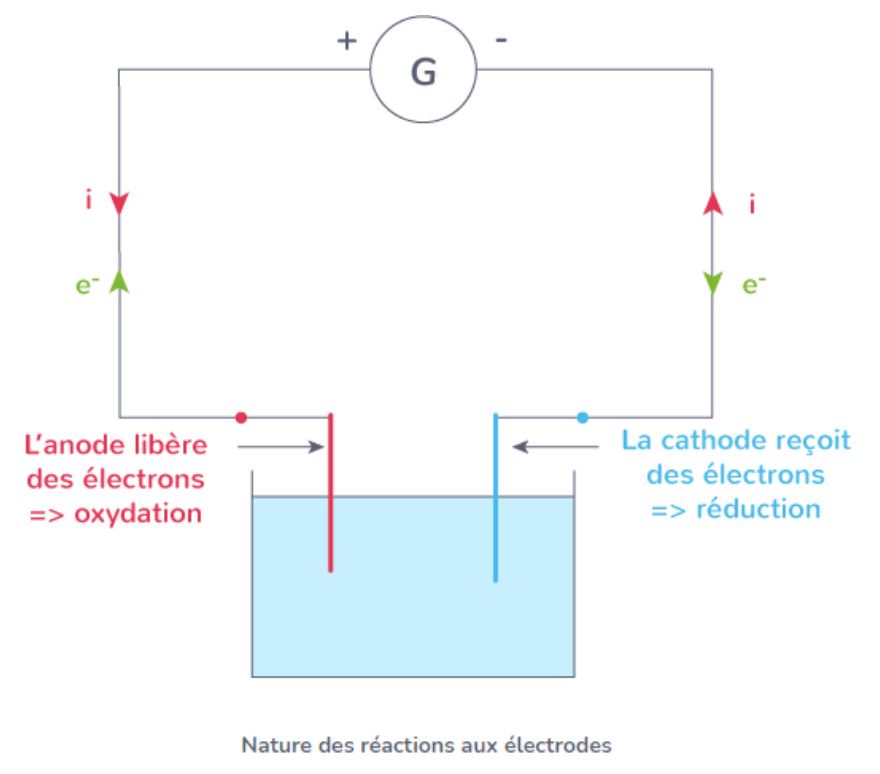 +
-
G
i
i
e-
e-
L'anode libère
des électrons
=> oxydation
La cathode reçoit
des électrons
=> réduction
Nature des réactions aux électrodes